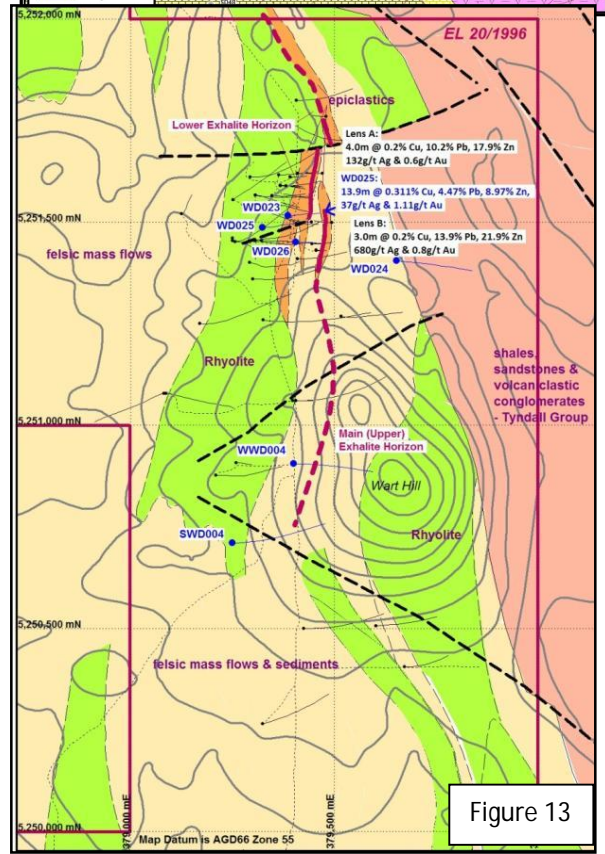 5,252,000 mN
EL 20/1996
epiclastics
Lower Exhalite Horizon
Lens A:
4.0m @ 0.2% Cu, 10.2% Pb, 17.9% Zn
132g/t Ag & 0.6g/t Au
WD025:
13.9m @ 0.311% Cu, 4.47% Pb, 8.97% Zn,
37g/t Ag & 1.11g/t Au
5,251,500 mN
WD023
WD025
Lens B:
3.0m @ 0.2% Cu, 13.9% Pb, 21.9% Zn
680g/t Ag & 0.8g/t Au
WD026
felsic mass flows
WD024
Rhyolite
shales,
sandstones &
volcanclastic
conglomerates
- Tyndall Group
5,251,000 mN
Main (Upper)
Exhalite Horizon
WWD004
Wart Hill
SWD004
Rhyolite
5,250,500 mN
felsic mass flows & sediments
379,000 mE
379,500 mE
Figure 13
5,250,000 mN
Map Datum is AGD66 Zone 55